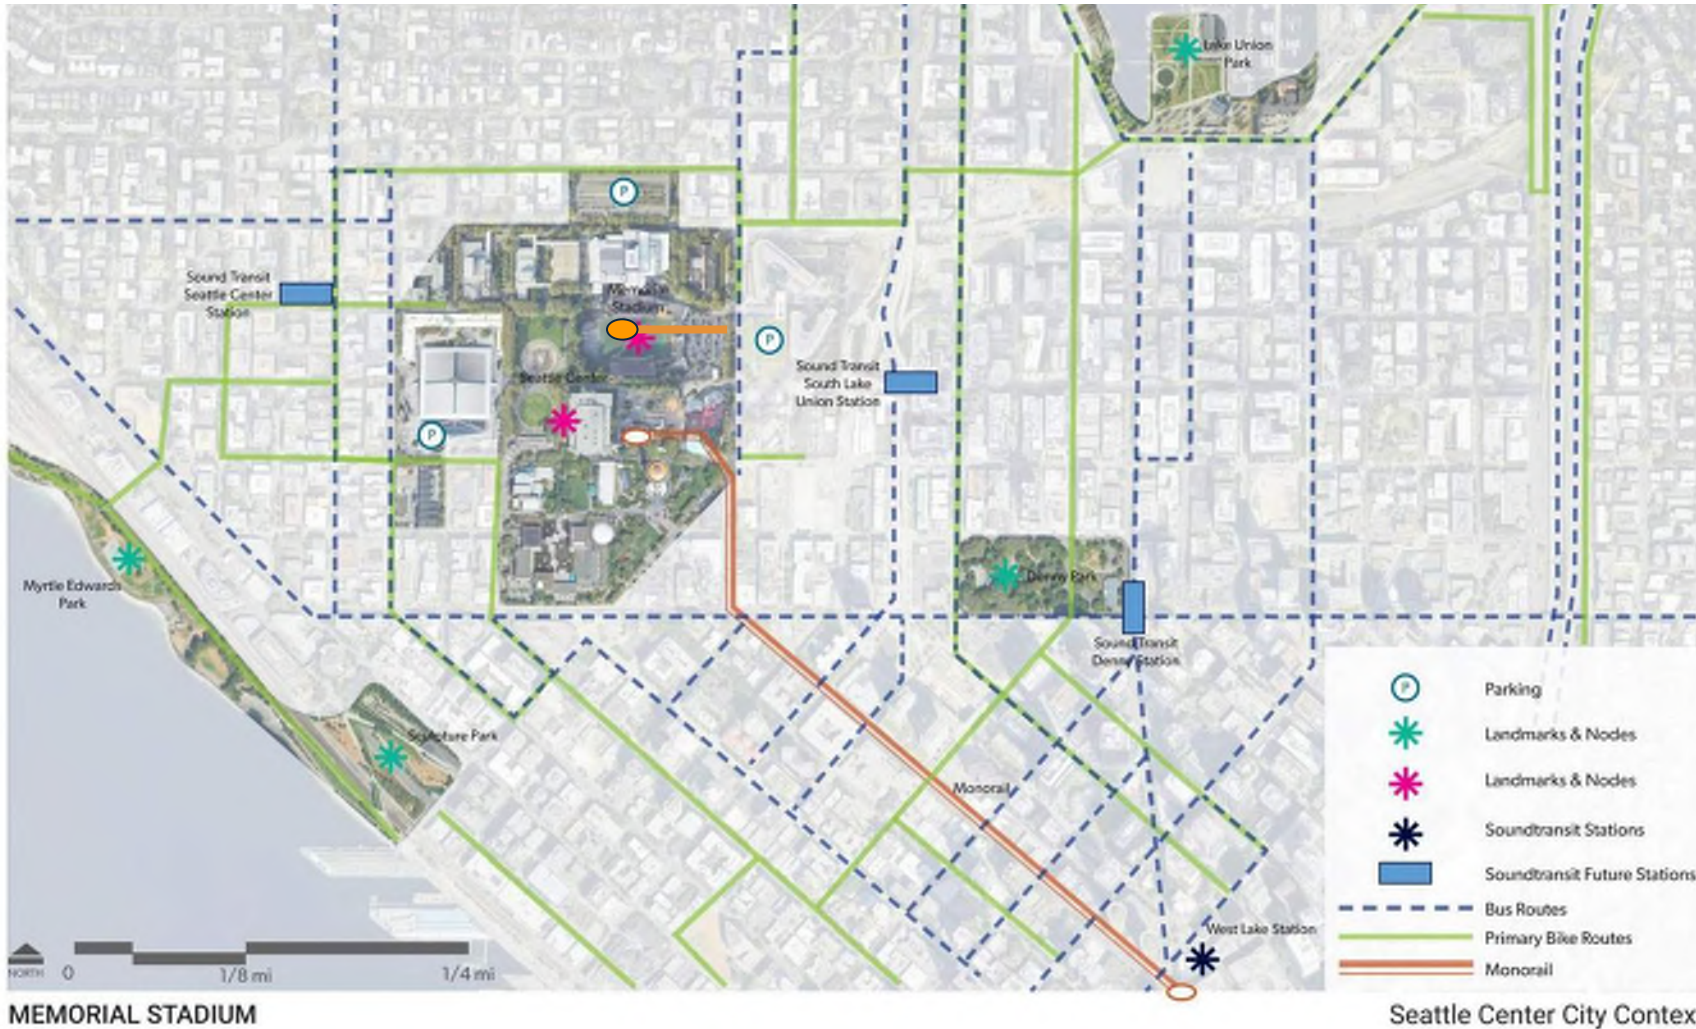 Lake Union
Park
P
Sound Transit
Seattle Center
Station
Memorial
Stadium
P
Sound Transit
South Lake
Union Station
Seattle Center
P
Myrtle Edwards
Park
Denny Park
Sound Transit
Denny Station
Sculpture Park
Monorail
West Lake Station
P
Parking
Landmarks & Nodes
Landmarks & Nodes
Soundtransit Stations
Soundtransit Future Stations
Bus Routes
Primary Bike Routes
Monorail
NORTH
0
1/8 mi
1/4 mi
MEMORIAL STADIUM
Seattle Center City Contex